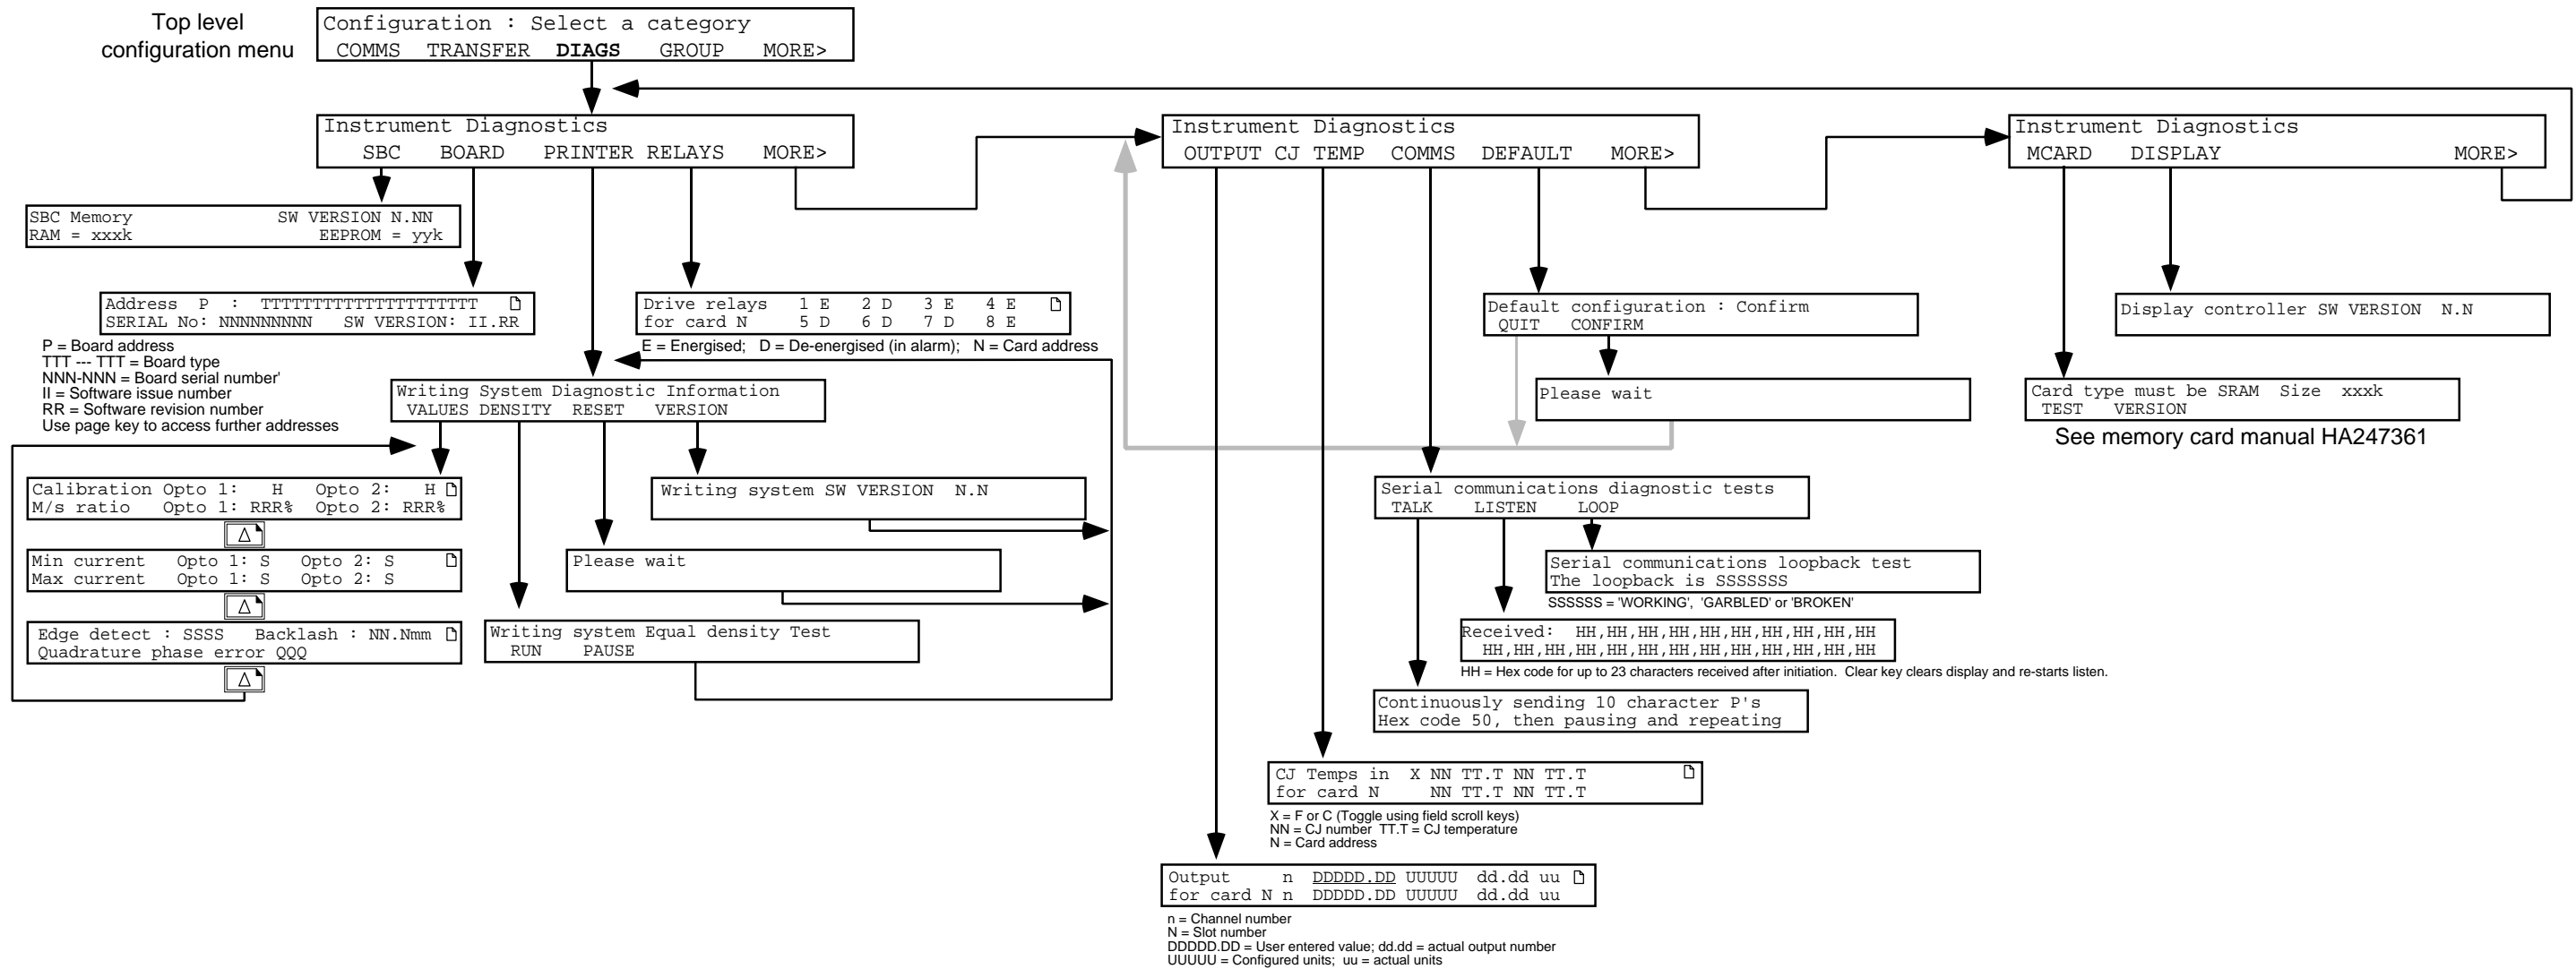 Top level
configuration menu
Configuration : Select a category
COMMS TRANSFER DIAGS GROUP MORE>
Instrument Diagnostics
SBC BOARD PRINTER RELAYS MORE>
Instrument Diagnostics
OUTPUT CJ TEMP COMMS DEFAULT MORE>
Instrument Diagnostics
MCARD DISPLAY MORE>
SBC Memory SW VERSION N.NN
RAM = xxxk EEPROM = yyk
Address P : TTTTTTTTTTTTTTTTTTTTT
SERIAL No: NNNNNNNNN SW VERSION: II.RR
P = Board address
TTT --- TTT = Board type
NNN-NNN = Board serial number'
II = Software issue number
RR = Software revision number
Use page key to access further addresses
Drive relays 1 E 2 D 3 E 4 E
for card N 5 D 6 D 7 D 8 E
E = Energised; D = De-energised (in alarm); N = Card address
Default configuration : Confirm
QUIT CONFIRM
Please wait
Display controller SW VERSION N.N
Card type must be SRAM Size xxxk
TEST VERSION
See memory card manual HA247361
Writing System Diagnostic Information
VALUES DENSITY RESET VERSION
Calibration Opto 1: H Opto 2: H
M/s ratio Opto 1: RRR% Opto 2: RRR%
Min current Opto 1: S Opto 2: S
Max current Opto 1: S Opto 2: S
Edge detect : SSSS Backlash : NN.Nmm
Quadrature phase error QQQ
Writing system SW VERSION N.N
Please wait
Writing system Equal density Test
RUN PAUSE
Serial communications diagnostic tests
TALK LISTEN LOOP
Serial communications loopback test
The loopback is SSSSSSS
SSSSSS = 'WORKING', 'GARBLED' or 'BROKEN'
Received: HH,HH,HH,HH,HH,HH,HH,HH,HH,HH
HH,HH,HH,HH,HH,HH,HH,HH,HH,HH,HH,HH,HH
HH = Hex code for up to 23 characters received after initiation. Clear key clears display and re-starts listen.
Continuously sending 10 character P's
Hex code 50, then pausing and repeating
CJ Temps in X NN TT.T NN TT.T
for card N NN TT.T NN TT.T
X = F or C (Toggle using field scroll keys)
NN = CJ number TT.T = CJ temperature
N = Card address
Output n DDDDD.DD UUUUU dd.dd uu
for card N n DDDDD.DD UUUUU dd.dd uu
n = Channel number
N = Slot number
DDDDD.DD = User entered value; dd.dd = actual output number
UUUUU = Configured units; uu = actual units